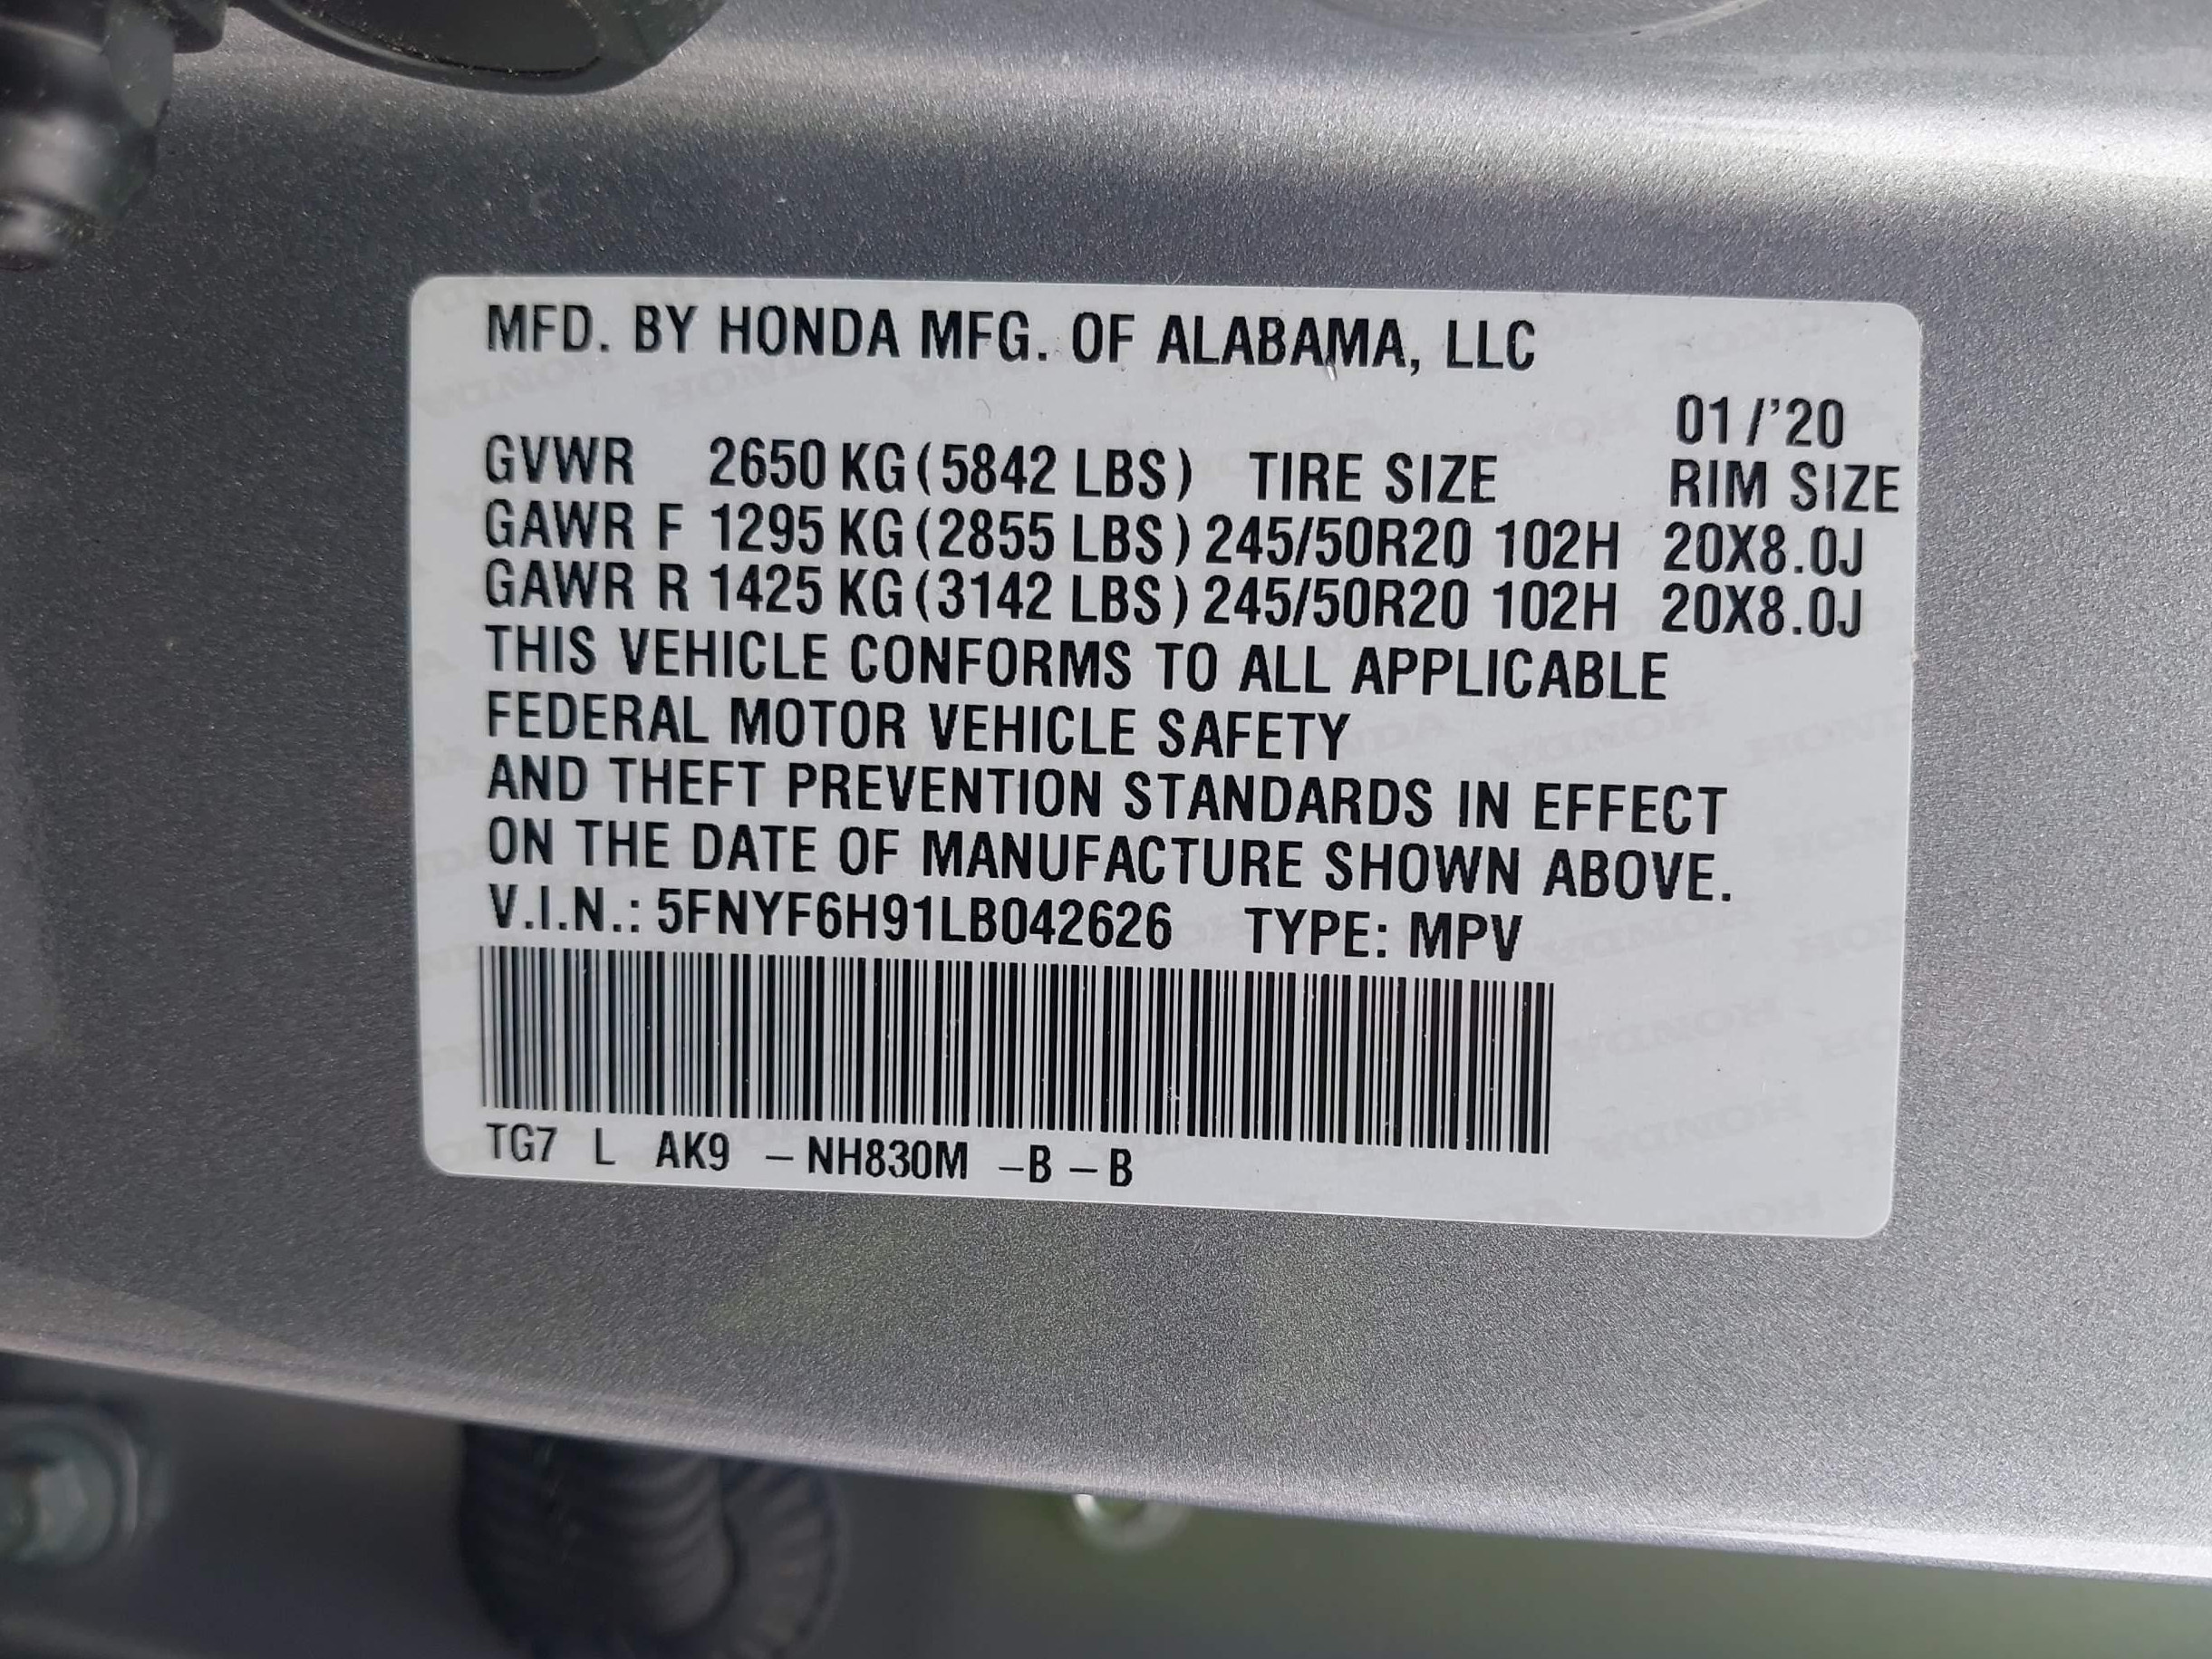 MFD. BY HONDA MFG. OF ALABAMA, LLC
01/'20
GVWR 2650 KG (5842 LBS) TIRE SIZE RIM SIZE
GAWR F 1295 KG (2855 LBS) 245/50R20 102H 20X8.0J
GAWR R 1425 KG (3142 LBS) 245/50R20 102H 20X8.0J
THIS VEHICLE CONFORMS TO ALL APPLICABLE
FEDERAL MOTOR VEHICLE SAFETY
AND THEFT PREVENTION STANDARDS IN EFFECT
ON THE DATE OF MANUFACTURE SHOWN ABOVE.
V.I.N.: 5FNYF6H91LB042626 TYPE: MPV
TG7 L AK9 – NH830M – B – B